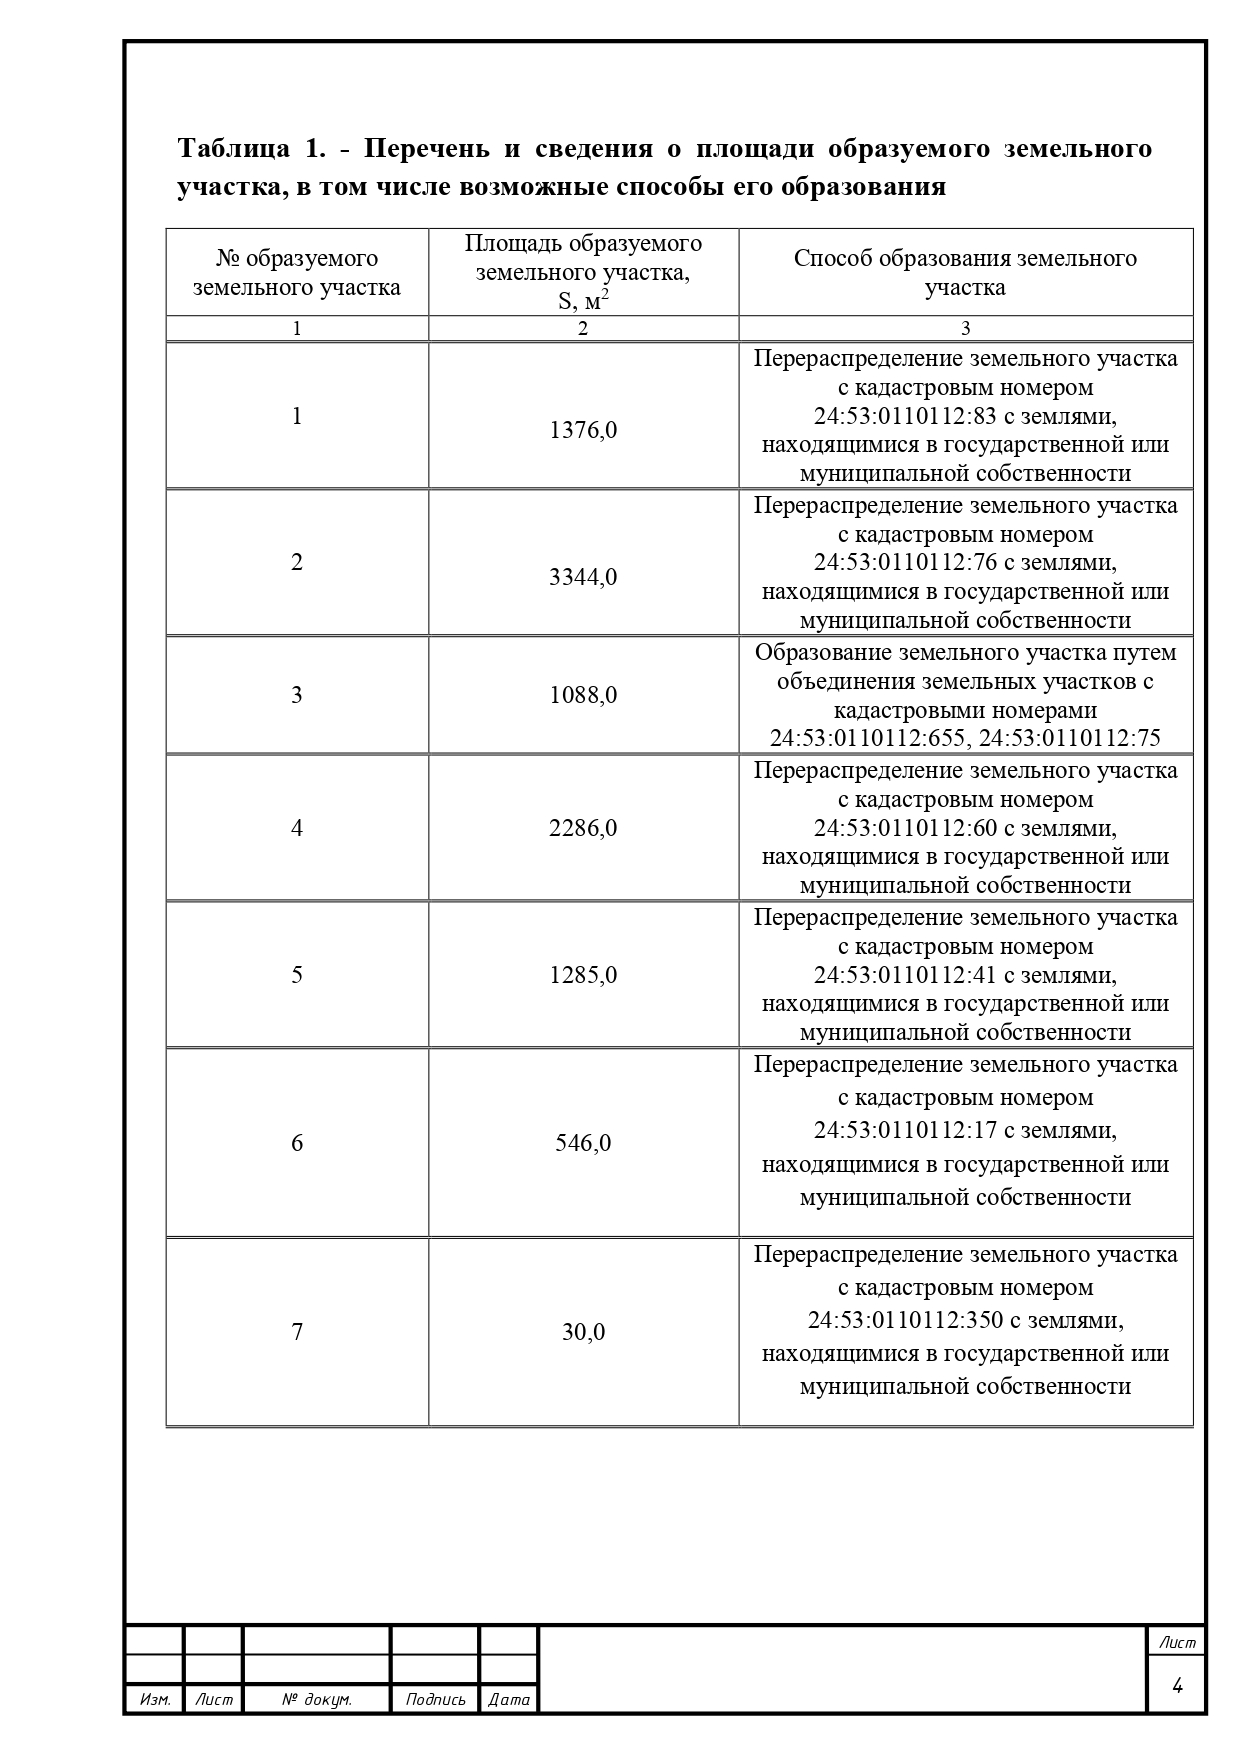 Таблица 1. - Перечень и сведения о площади образуемого земельного
участка, в том числе возможные способы его образования
№ образуемого
земельного участка
Площадь образуемого
земельного участка,
S, м²
Способ образования земельного
участка
1
2
3
1
1376,0
Перераспределение земельного участка
с кадастровым номером
24:53:0110112:83 с землями,
находящимися в государственной или
муниципальной собственности
2
3344,0
Перераспределение земельного участка
с кадастровым номером
24:53:0110112:76 с землями,
находящимися в государственной или
муниципальной собственности
3
1088,0
Образование земельного участка путем
объединения земельных участков с
кадастровыми номерами
24:53:0110112:655, 24:53:0110112:75
4
2286,0
Перераспределение земельного участка
с кадастровым номером
24:53:0110112:60 с землями,
находящимися в государственной или
муниципальной собственности
5
1285,0
Перераспределение земельного участка
с кадастровым номером
24:53:0110112:41 с землями,
находящимися в государственной или
муниципальной собственности
6
546,0
Перераспределение земельного участка
с кадастровым номером
24:53:0110112:17 с землями,
находящимися в государственной или
муниципальной собственности
7
30,0
Перераспределение земельного участка
с кадастровым номером
24:53:0110112:350 с землями,
находящимися в государственной или
муниципальной собственности
Изм.
Лист
№ докум.
Подпись
Дата
Лист
4